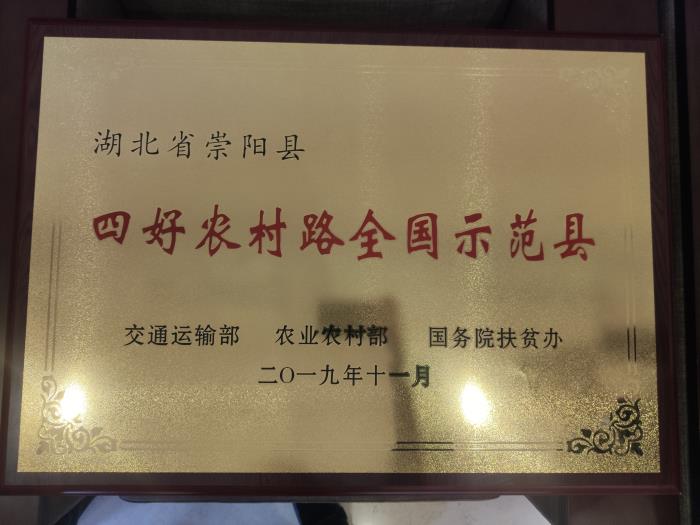 湖北省崇阳县
四好农村路全国示范县
交通运输部 农业农村部 国务院扶贫办
二〇一九年十一月